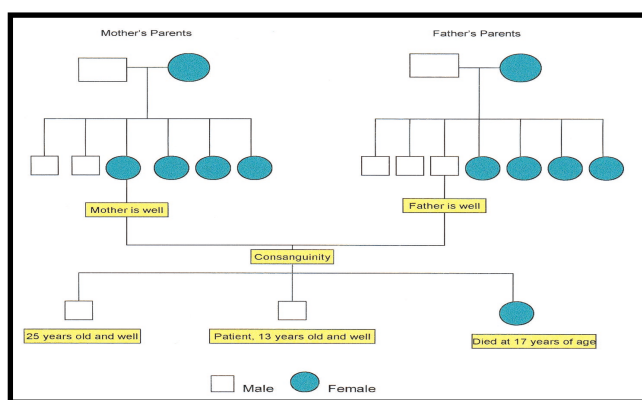 Mother's Parents
Father's Parents
Mother is well
Father is well
Consanguinity
25 years old and well
Patient, 13 years old and well
Died at 17 years of age
Male
Female